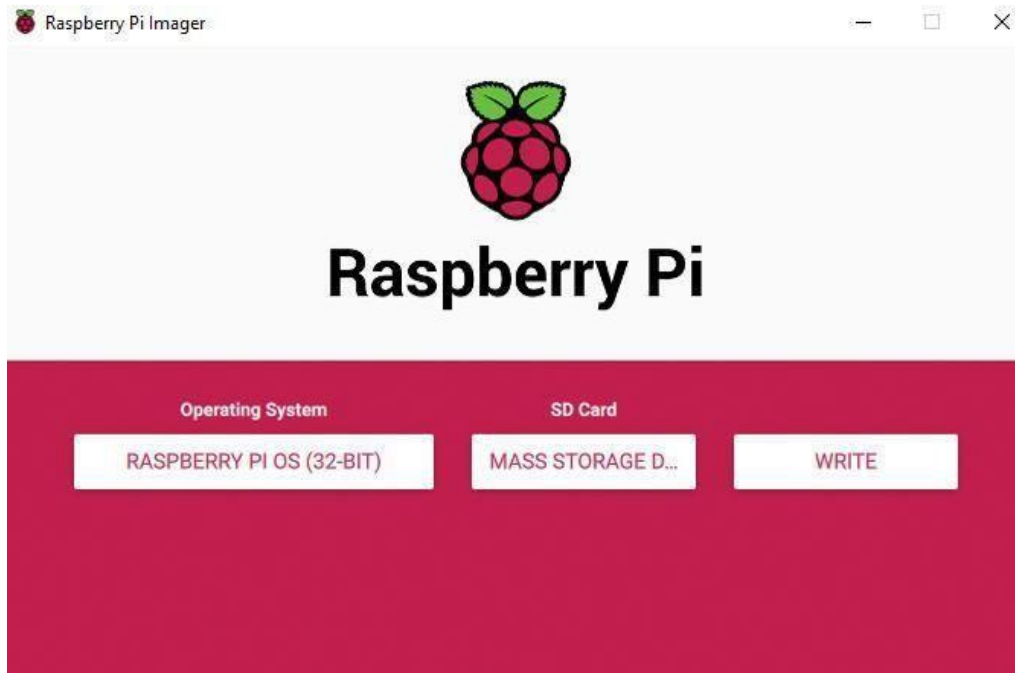 Raspberry Pi Imager
Raspberry Pi
Operating System
SD Card
RASPBERRY PI OS (32-BIT)
MASS STORAGE D...
WRITE